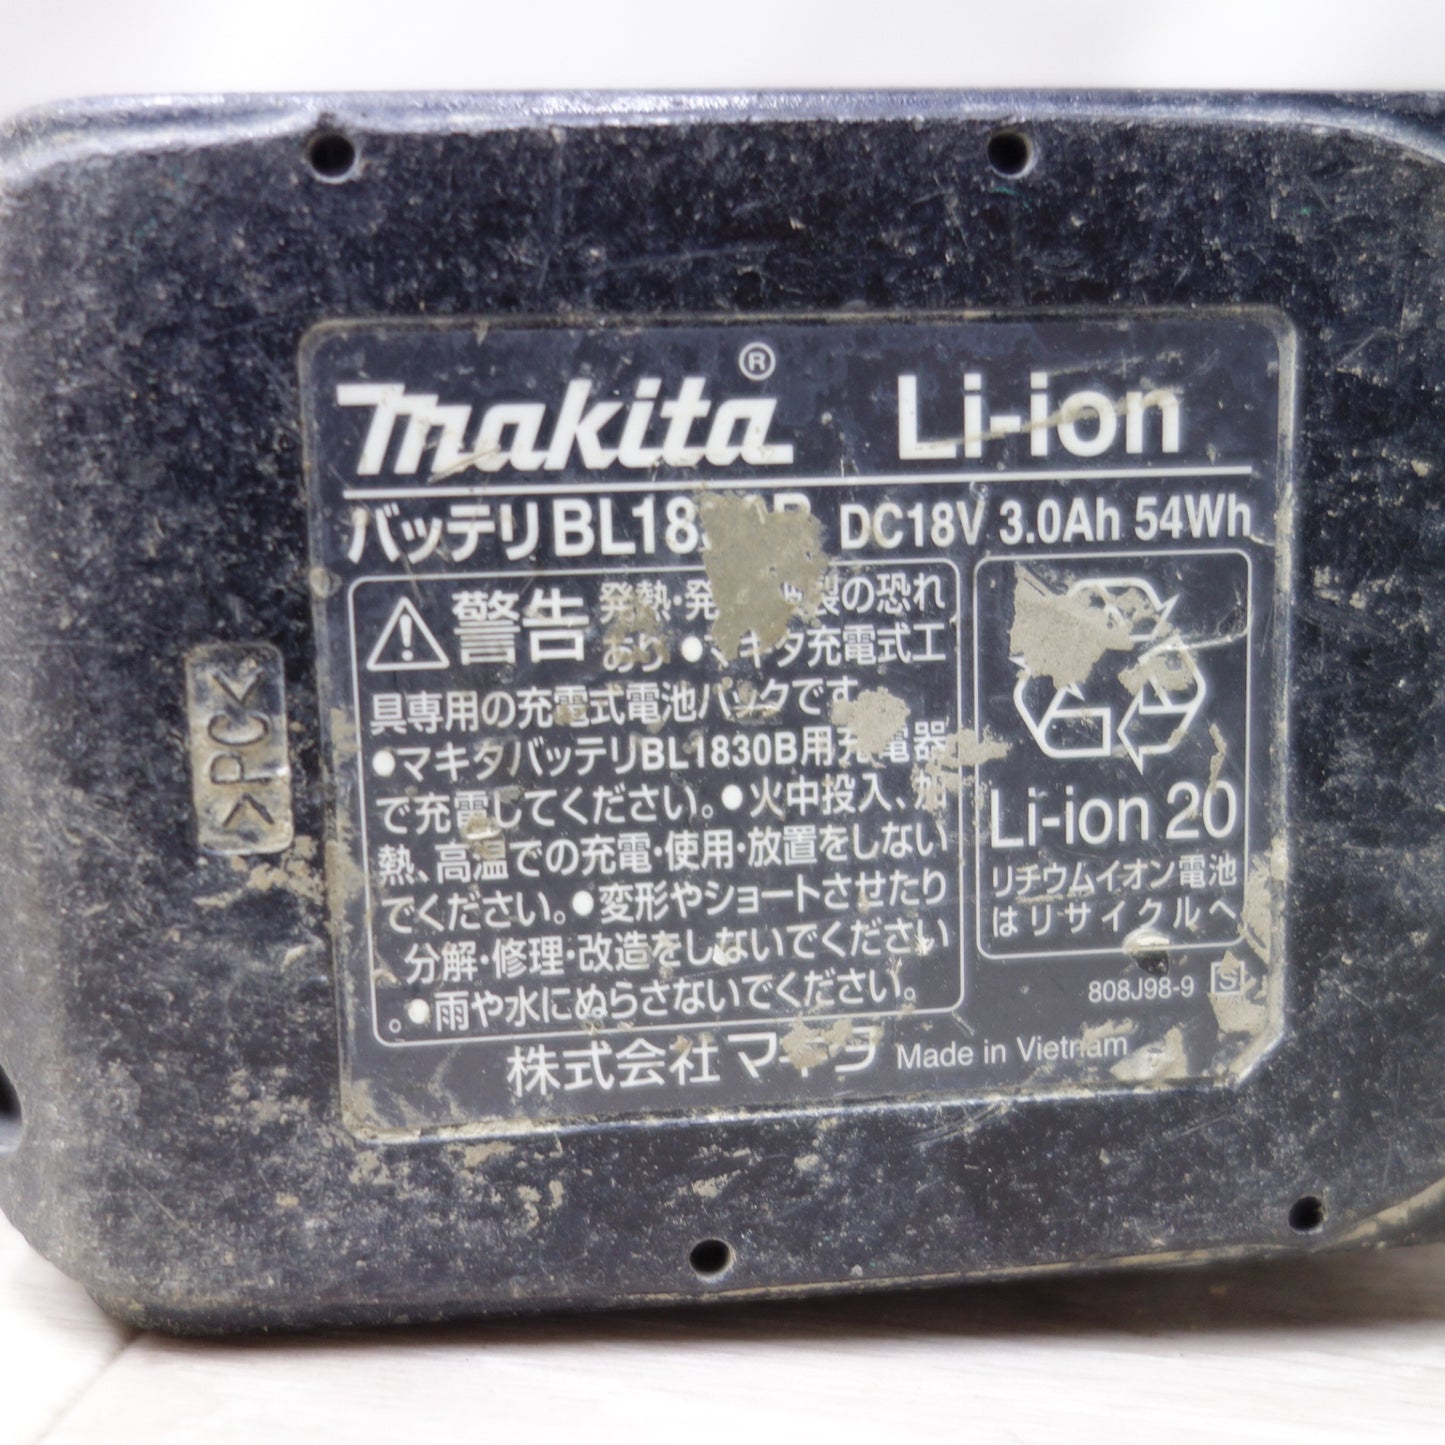 makita® Li-ion
バッテリ DC18V 3.0Ah 54Wh
警告 発熱・の恐れ
あり ●マキタ充電式工
具専用の充電式電池パックです
●マキタバッテリBL1830B用充電器
で充電してください。●火中投入、加
熱、高温での充電・使用・放置をしない
でください。●変形やショートさせたり
分解・修理・改造をしないでください
。●雨や水にぬらさないでください。
Li-ion 20
リチウムイオン電池
はリサイクルへ
808J98-9 S
株式会社マキタ Made in Vietnam
>PC<